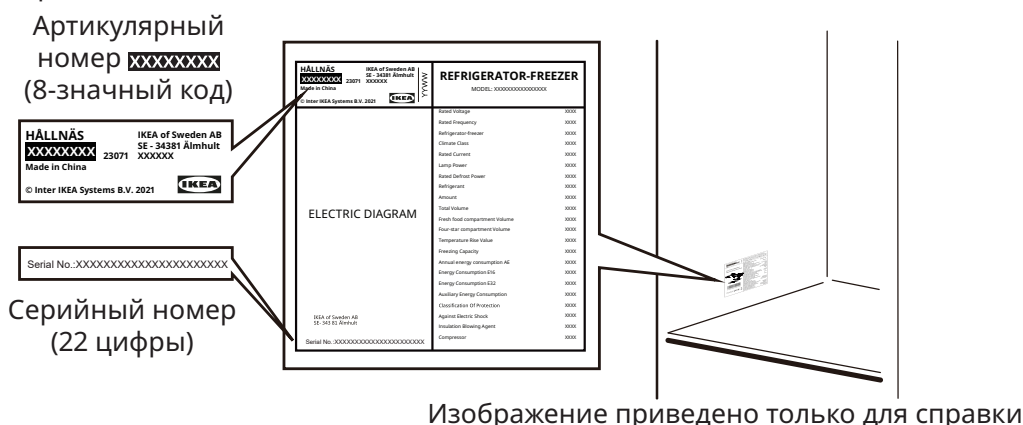 Артикулярный
номер XXXXXXXX
(8-значный код)
HÅLLNÄS
XXXXXXXX 23071
Made in China
© Inter IKEA Systems B.V. 2021
IKEA of Sweden AB
SE - 34381 Älmhult
XXXXXX
IKEA
Serial No.:XXXXXXXXXXXXXXXXXXXXXX
Серийный номер
(22 цифры)
HÅLLNÄS
XXXXXXXX 23071
Made in China
© Inter IKEA Systems B.V. 2021
IKEA of Sweden AB
SE - 34381 Älmhult
XXXXXX
IKEA
YYWW
REFRIGERATOR-FREEZER
MODEL: XXXXXXXXXXXXXXXX
ELECTRIC DIAGRAM
IKEA of Sweden AB
SE- 343 81 Älmhult
Serial No.:XXXXXXXXXXXXXXXXXXXXXX
Rated Voltage XXXX
Rated Frequency XXXX
Refrigerator-freezer XXXX
Climate Class XXXX
Rated Current XXXX
Lamp Power XXXX
Rated Defrost Power XXXX
Refrigerant XXXX
Amount XXXX
Total Volume XXXX
Fresh food compartment Volume XXXX
Four-star compartment Volume XXXX
Temperature Rise Value XXXX
Freezing Capacity XXXX
Annual energy consumption AE XXXX
Energy Consumption E16 XXXX
Energy Consumption E32 XXXX
Auxiliary Energy Consumption XXXX
Classification Of Protection XXXX
Against Electric Shock XXXX
Insulation Blowing Agent XXXX
Compressor XXXX
Изображение приведено только для справки